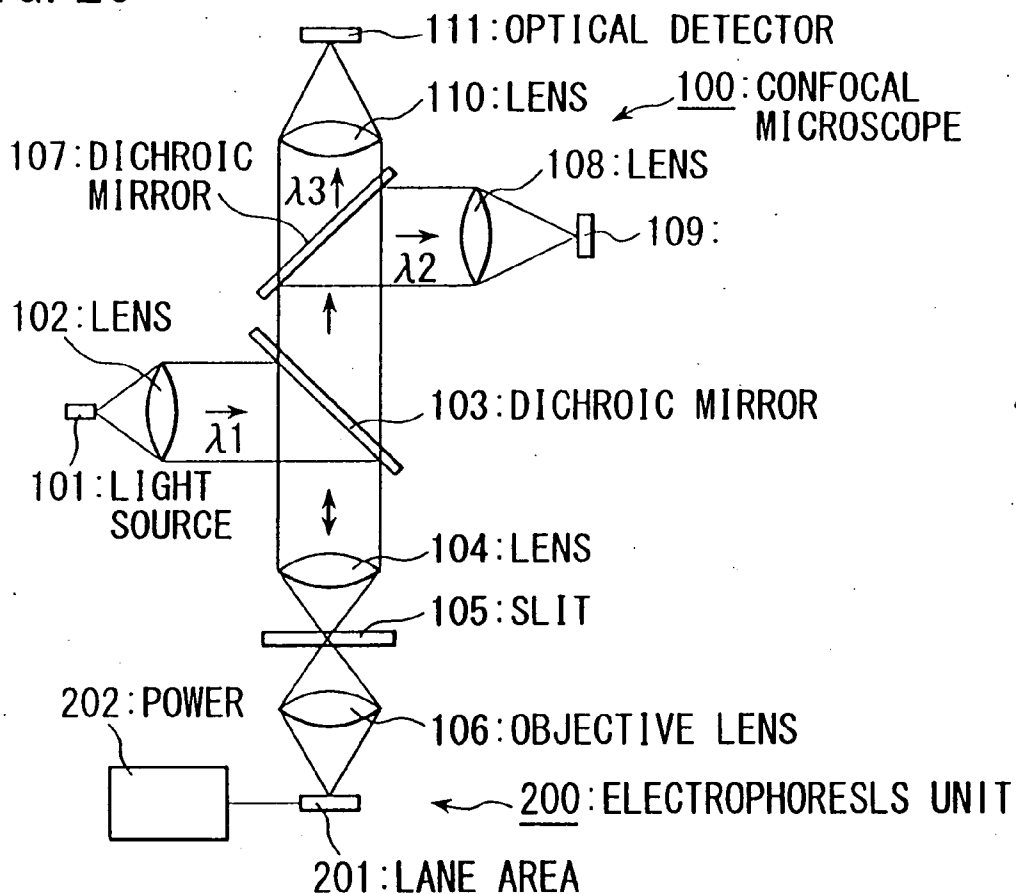 111:OPTICAL DETECTOR
110:LENS
100:CONFOCAL
MICROSCOPE
107:DICHROIC
MIRROR
108:LENS
λ3
109:
λ2
102:LENS
103:DICHROIC MIRROR
λ1
101:LIGHT
SOURCE
104:LENS
105:SLIT
202:POWER
106:OBJECTIVE LENS
200:ELECTROPHORESLS UNIT
201:LANE AREA